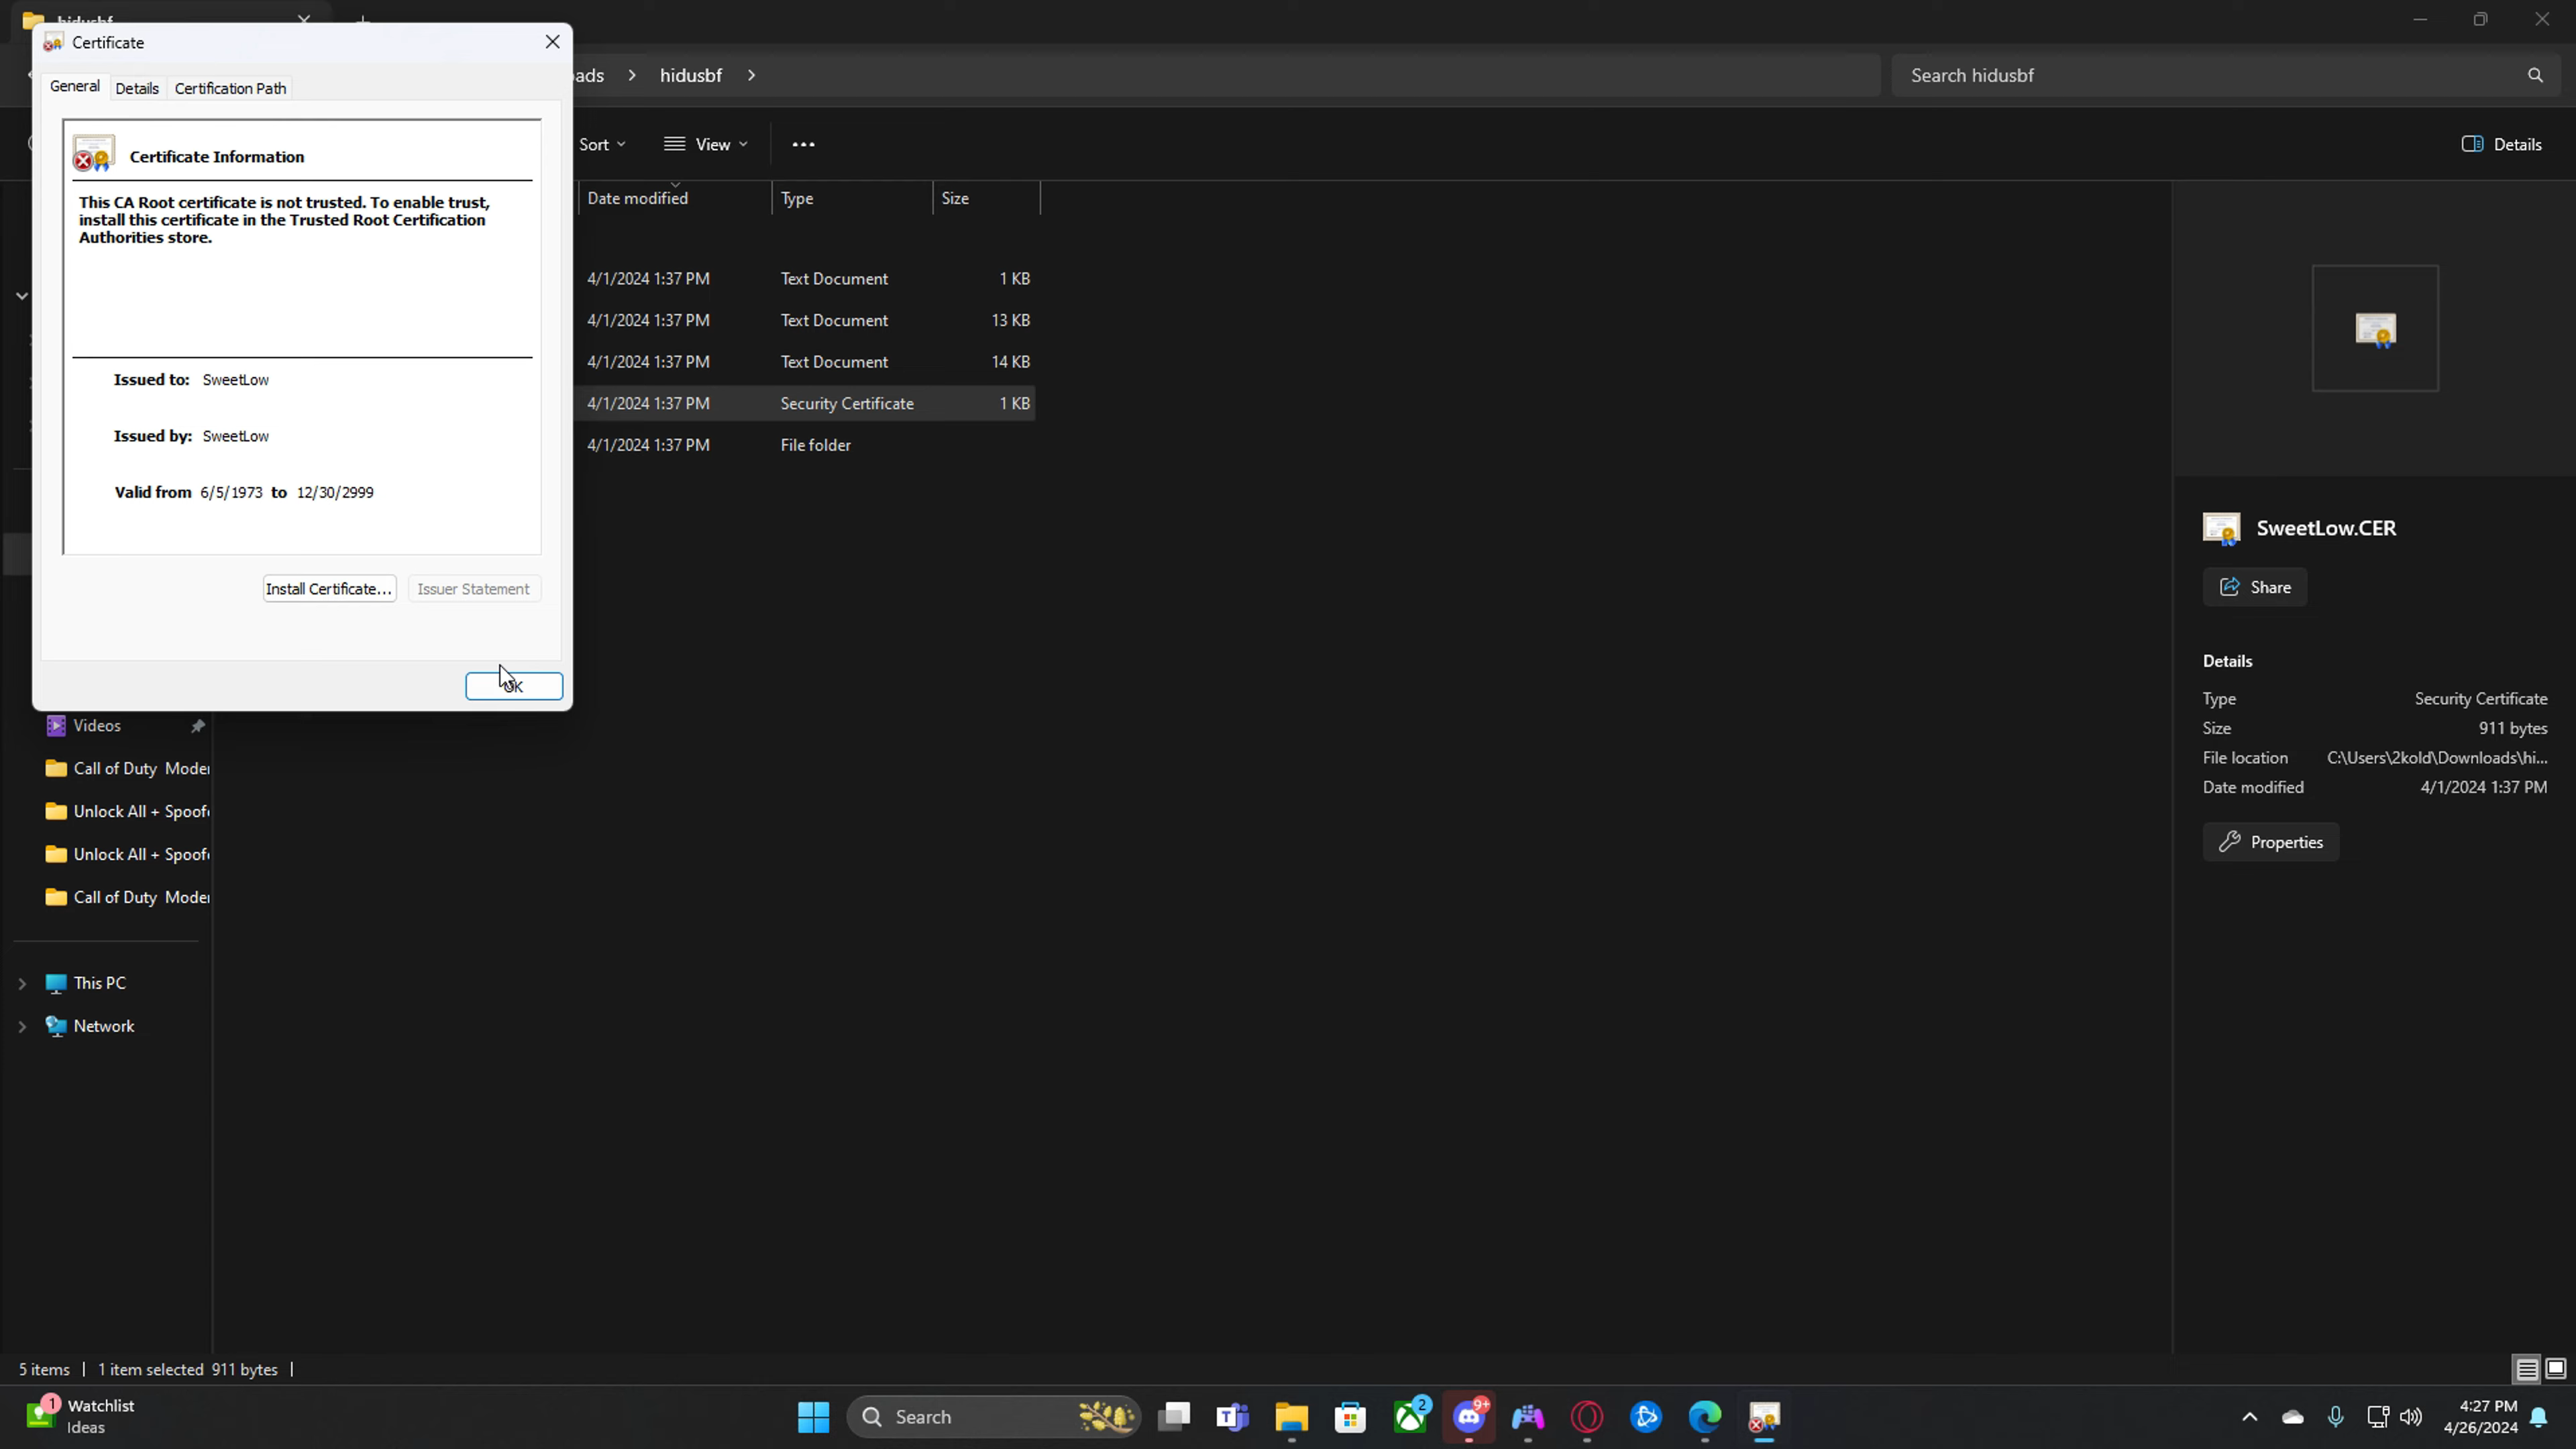 hidusbf
Certificate
General Details Certification Path
Certificate Information
This CA Root certificate is not trusted. To enable trust,
install this certificate in the Trusted Root Certification
Authorities store.
Issued to: SweetLow
Issued by: SweetLow
Valid from 6/5/1973 to 12/30/2999
Install Certificate... Issuer Statement
OK
oads > hidusbf >
Search hidusbf
Sort View ••• Details
Date modified Type Size
4/1/2024 1:37 PM Text Document 1 KB
4/1/2024 1:37 PM Text Document 13 KB
4/1/2024 1:37 PM Text Document 14 KB
4/1/2024 1:37 PM Security Certificate 1 KB
4/1/2024 1:37 PM File folder
Videos
Call of Duty Moder
Unlock All + Spoofe
Unlock All + Spoofe
Call of Duty Moder
This PC
Network
SweetLow.CER
Share
Details
Type Security Certificate
Size 911 bytes
File location C:\Users\2kold\Downloads\hi...
Date modified 4/1/2024 1:37 PM
Properties
5 items 1 item selected 911 bytes
1 Watchlist
Ideas
Search
2
9+
4:27 PM
4/26/2024